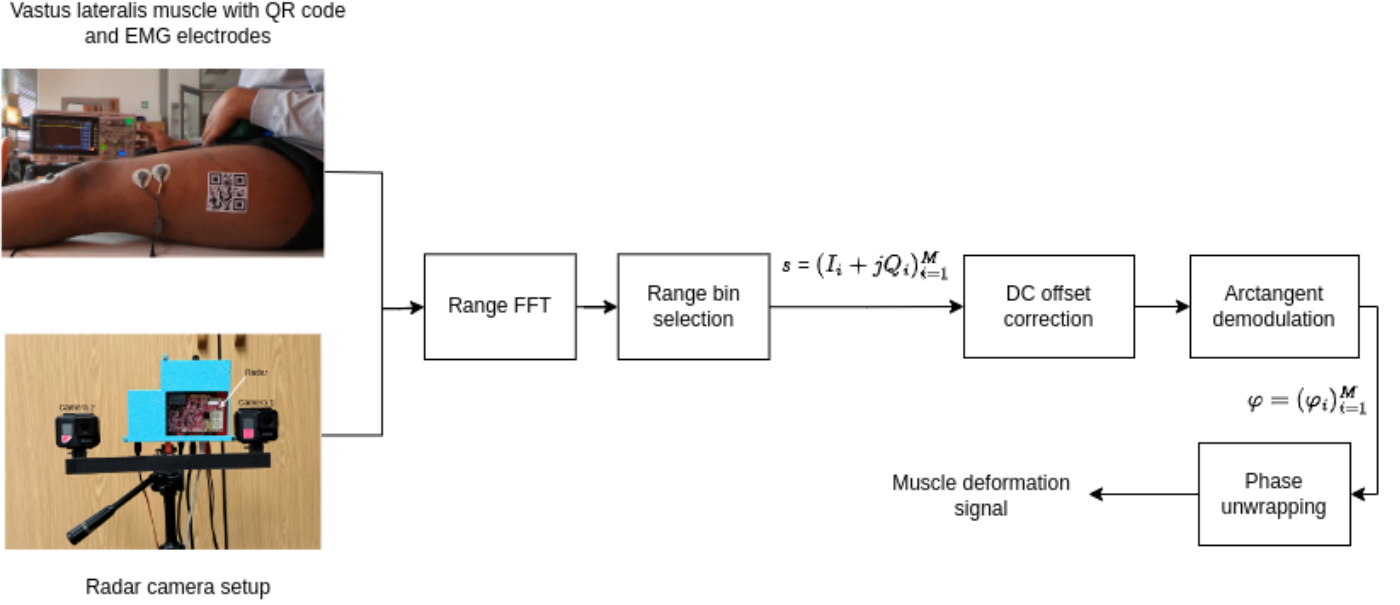 Vastus lateralis muscle with QR code
and EMG electrodes
Range FFT
Range bin
selection
s = (I_i + jQ_i)_{i=1}^M
DC offset
correction
Arctangent
demodulation
Radar
Camera 2
Camera 1
φ = (φ_i)_{i=1}^M
Muscle deformation
signal
Phase
unwrapping
Radar camera setup